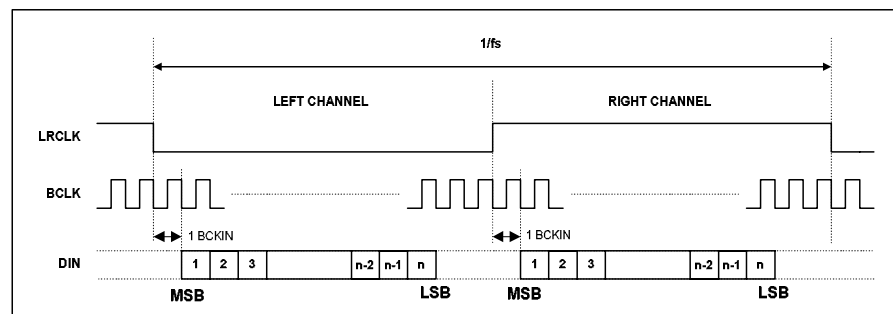 1/fs
LEFT CHANNEL RIGHT CHANNEL
LRCLK
BCLK
1 BCKIN 1 BCKIN
DIN 1 2 3 n-2 n-1 n 1 2 3 n-2 n-1 n
MSB LSB MSB LSB